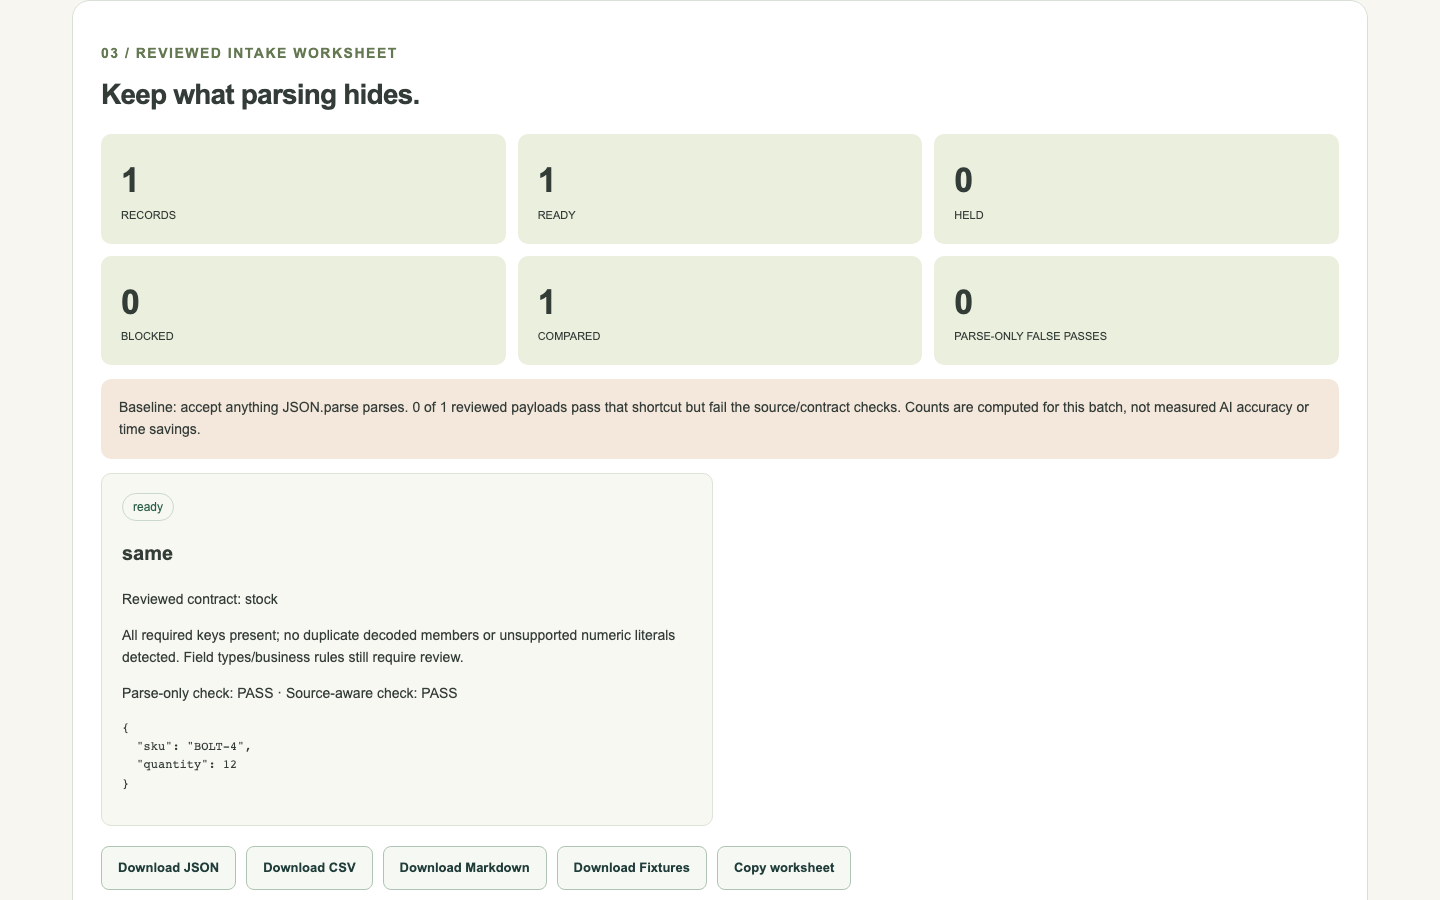 03 / REVIEWED INTAKE WORKSHEET
Keep what parsing hides.
1
RECORDS
1
READY
0
HELD
0
BLOCKED
1
COMPARED
0
PARSE-ONLY FALSE PASSES
Baseline: accept anything JSON.parse parses. 0 of 1 reviewed payloads pass that shortcut but fail the source/contract checks. Counts are computed for this batch, not measured AI accuracy or
time savings.
ready
same
Reviewed contract: stock
All required keys present; no duplicate decoded members or unsupported numeric literals
detected. Field types/business rules still require review.
Parse-only check: PASS · Source-aware check: PASS
{
  "sku": "BOLT-4",
  "quantity": 12
}
Download JSON
Download CSV
Download Markdown
Download Fixtures
Copy worksheet